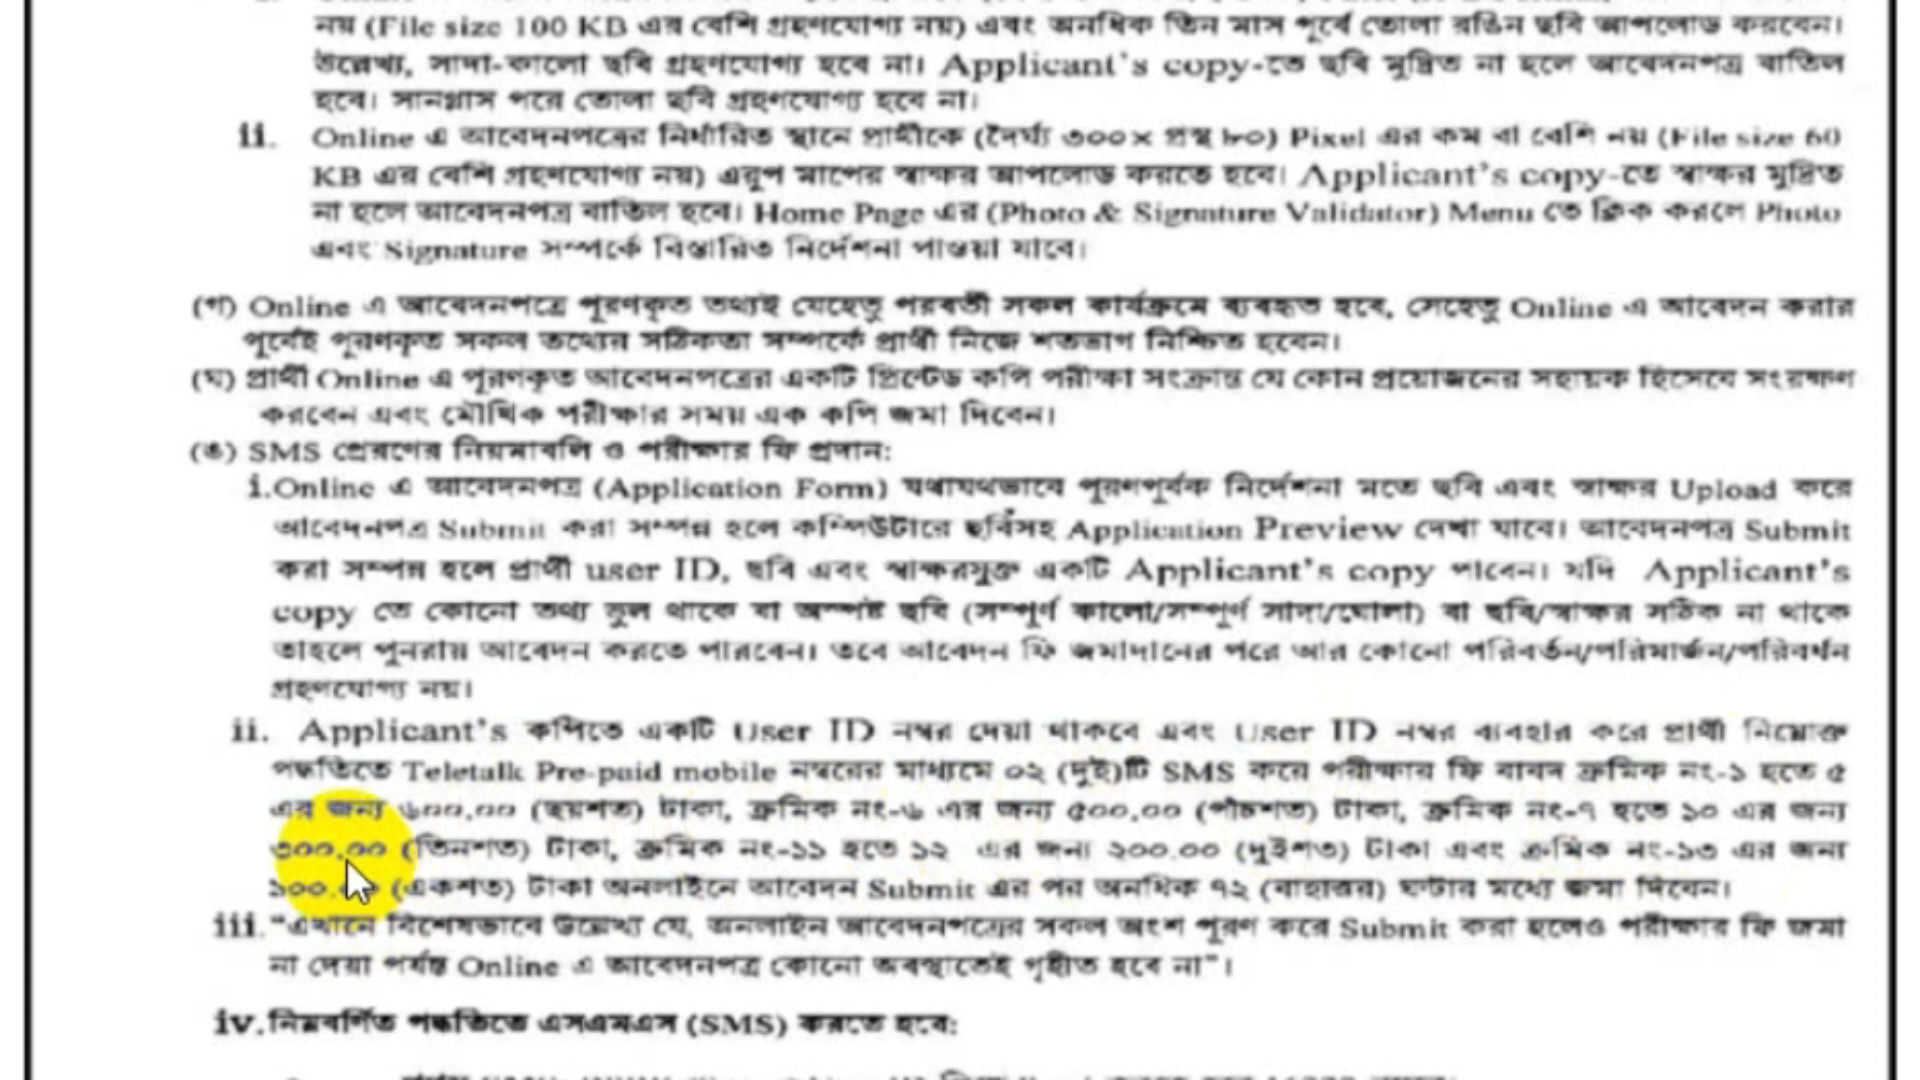 নয় (File size 100 KB এর বেশি গ্রহণযোগ্য নয়) এবং অনধিক তিন মাস পূর্বে তোলা রঙিন ছবি আপলোড করবেন।
উল্লেখ্য, সাদা-কালো ছবি গ্রহণযোগ্য হবে না। Applicant's copy-তে ছবি মুদ্রিত না হলে আবেদনপত্র বাতিল
হবে। সানগ্লাস পরে তোলা ছবি গ্রহণযোগ্য হবে না।
ii. Online এ আবেদনপত্রের নির্ধারিত স্থানে প্রার্থীকে (দৈর্ঘ্য ৩০০× প্রস্থ ৮০) Pixel এর কম বা বেশি নয় (File size 60
KB এর বেশি গ্রহণযোগ্য নয়) এরূপ মাপের স্বাক্ষর আপলোড করতে হবে। Applicant's copy-তে স্বাক্ষর মুদ্রিত
না হলে আবেদনপত্র বাতিল হবে। Home Page এর (Photo & Signature Validator) Menu তে ক্লিক করলে Photo
এবং Signature সম্পর্কে বিস্তারিত নির্দেশনা পাওয়া যাবে।
(গ) Online এ আবেদনপত্রে পূরণকৃত তথ্যই যেহেতু পরবর্তী সকল কার্যক্রমে ব্যবহৃত হবে, সেহেতু Online এ আবেদন করার
পূর্বেই পূরণকৃত সকল তথ্যের সঠিকতা সম্পর্কে প্রার্থী নিজে শতভাগ নিশ্চিত হবেন।
(ঘ) প্রার্থী Online এ পূরণকৃত আবেদনপত্রের একটি প্রিন্টেড কপি পরীক্ষা সংক্রান্ত যে কোন প্রয়োজনের সহায়ক হিসেবে সংরক্ষণ
করবেন এবং মৌখিক পরীক্ষার সময় এক কপি জমা দিবেন।
(ঙ) SMS প্রেরণের নিয়মাবলি ও পরীক্ষার ফি প্রদান:
i.Online এ আবেদনপত্র (Application Form) যথাযথভাবে পূরণপূর্বক নির্দেশনা মতে ছবি এবং স্বাক্ষর Upload করে
আবেদনপত্র Submit করা সম্পন্ন হলে কম্পিউটারে ছবিসহ Application Preview দেখা যাবে। আবেদনপত্র Submit
করা সম্পন্ন হলে প্রার্থী user ID, ছবি এবং স্বাক্ষরযুক্ত একটি Applicant's copy পাবেন। যদি Applicant's
copy তে কোনো তথ্য ভুল থাকে বা অস্পষ্ট ছবি (সম্পূর্ণ কালো/সম্পূর্ণ সাদা/ঘোলা) বা ছবি/স্বাক্ষর সঠিক না থাকে
তাহলে পুনরায় আবেদন করতে পারবেন। তবে আবেদন ফি জমাদানের পরে আর কোনো পরিবর্তন/পরিমার্জন/পরিবর্ধন
গ্রহণযোগ্য নয়।
ii. Applicant's কপিতে একটি User ID নম্বর দেয়া থাকবে এবং User ID নম্বর ব্যবহার করে প্রার্থী নিম্নোক্ত
পদ্ধতিতে Teletalk Pre-paid mobile নম্বরের মাধ্যমে ০২ (দুই)টি SMS করে পরীক্ষার ফি বাবদ ক্রমিক নং-১ হতে ৫
এর জন্য ৬০০.০০ (ছয়শত) টাকা, ক্রমিক নং-৬ এর জন্য ৫০০.০০ (পাঁচশত) টাকা, ক্রমিক নং-৭ হতে ১০ এর জন্য
৩০০.০০ (তিনশত) টাকা, ক্রমিক নং-১১ হতে ১২ এর জন্য ২০০.০০ (দুইশত) টাকা এবং ক্রমিক নং-১৩ এর জন্য
১০০.০০ (একশত) টাকা অনলাইনে আবেদন Submit এর পর অনধিক ৭২ (বাহাত্তর) ঘন্টার মধ্যে জমা দিবেন।
iii. "এখানে বিশেষভাবে উল্লেখ্য যে, অনলাইন আবেদনপত্রের সকল অংশ পূরণ করে Submit করা হলেও পরীক্ষার ফি জমা
না দেয়া পর্যন্ত Online এ আবেদনপত্র কোনো অবস্থাতেই গৃহীত হবে না"।
iv.নিম্নবর্ণিত পদ্ধতিতে এসএমএস (SMS) করতে হবে: